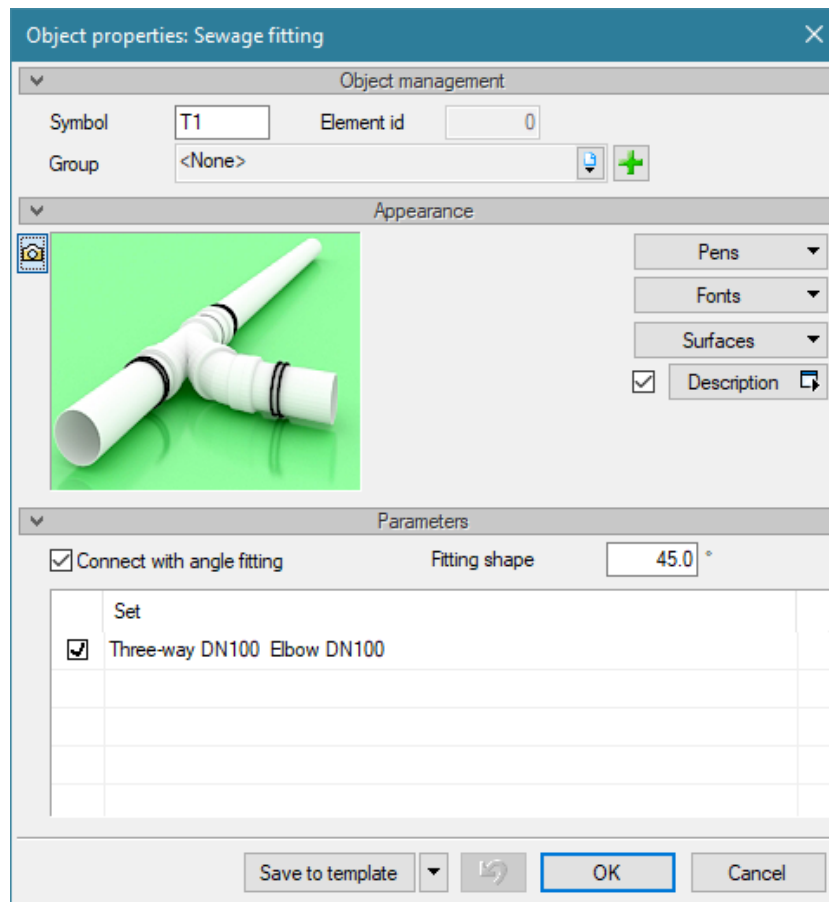 Object properties: Sewage fitting
Object management
Symbol T1 Element id 0
Group <None>
Appearance
Pens
Fonts
Surfaces
Description
Parameters
Connect with angle fitting Fitting shape 45.0 °
Set
Three-way DN100 Elbow DN100
Save to template OK Cancel